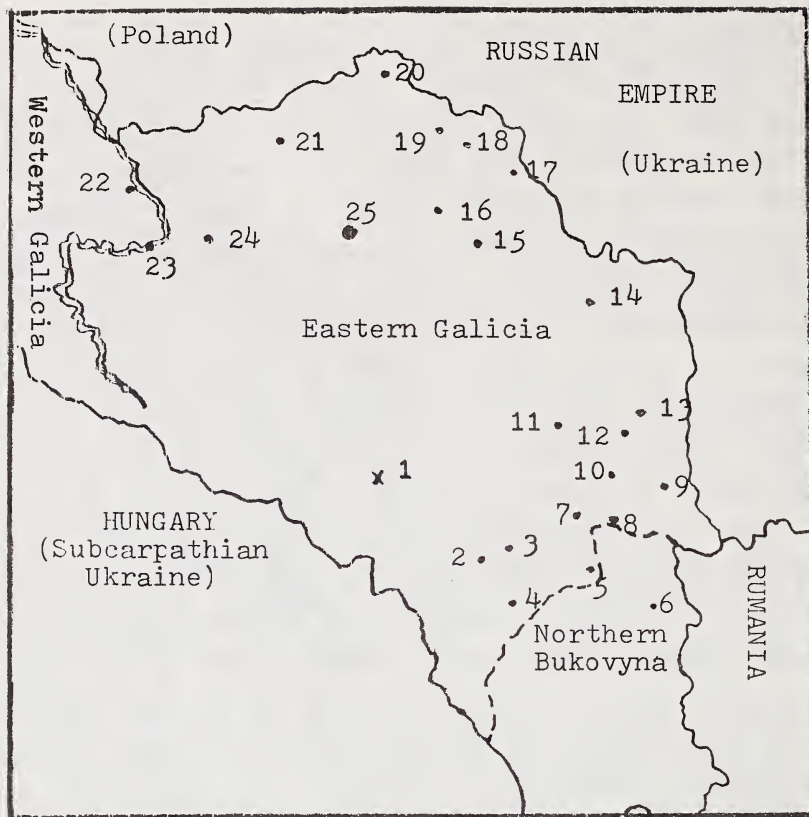 (Poland)
RUSSIAN
EMPIRE
(Ukraine)
Western Galicia
20
21
19
18
17
22
16
25
24
15
23
14
Eastern Galicia
13
11
12
1
10
9
7
8
HUNGARY
(Subcarpathian
Ukraine)
3
2
5
4
6
Northern
Bukovyna
RUMANIA